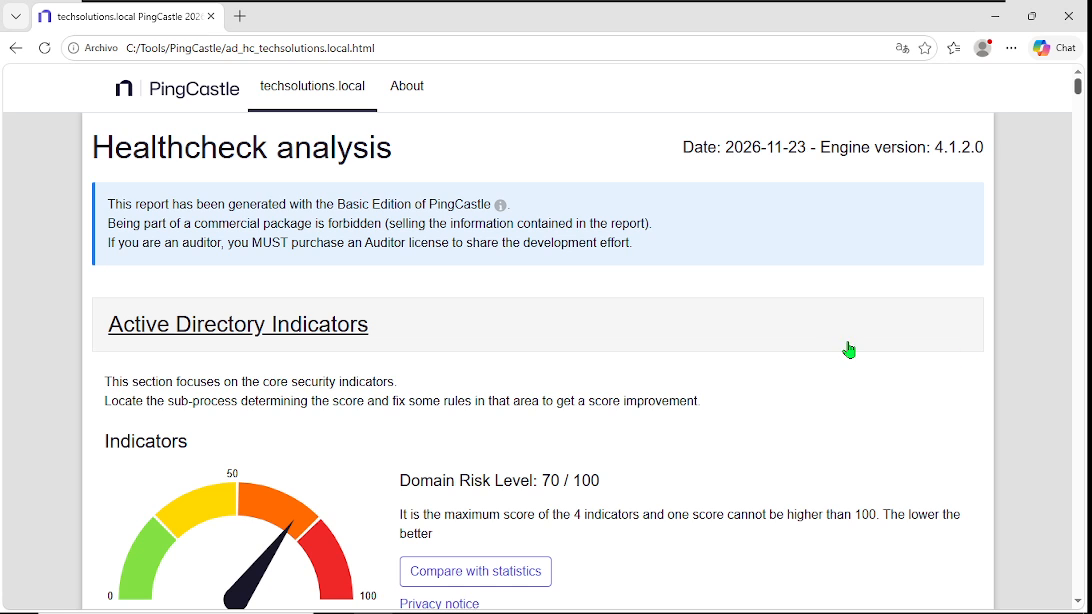 techsolutions.local PingCastle 202
Archivo C:/Tools/PingCastle/ad_hc_techsolutions.local.html
Chat
PingCastle techsolutions.local About
Healthcheck analysis
Date: 2026-11-23 - Engine version: 4.1.2.0
This report has been generated with the Basic Edition of PingCastle
Being part of a commercial package is forbidden (selling the information contained in the report).
If you are an auditor, you MUST purchase an Auditor license to share the development effort.
Active Directory Indicators
This section focuses on the core security indicators.
Locate the sub-process determining the score and fix some rules in that area to get a score improvement.
Indicators
50
0
100
Domain Risk Level: 70 / 100
It is the maximum score of the 4 indicators and one score cannot be higher than 100. The lower the
better
Compare with statistics
Privacy notice